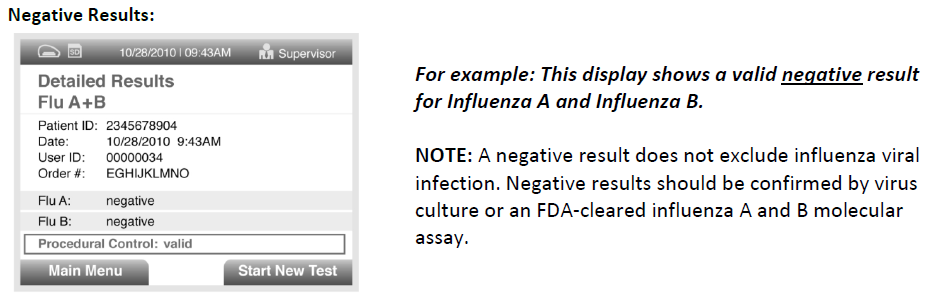 Negative Results:
SD
10/28/2010 | 09:43AM
Supervisor
Detailed Results
Flu A+B
Patient ID: 2345678904
Date: 10/28/2010 9:43AM
User ID: 00000034
Order #: EGHIJKLMNO
Flu A: negative
Flu B: negative
Procedural Control: valid
Main Menu
Start New Test
For example: This display shows a valid negative result
for Influenza A and Influenza B.
NOTE: A negative result does not exclude influenza viral
infection. Negative results should be confirmed by virus
culture or an FDA-cleared influenza A and B molecular
assay.